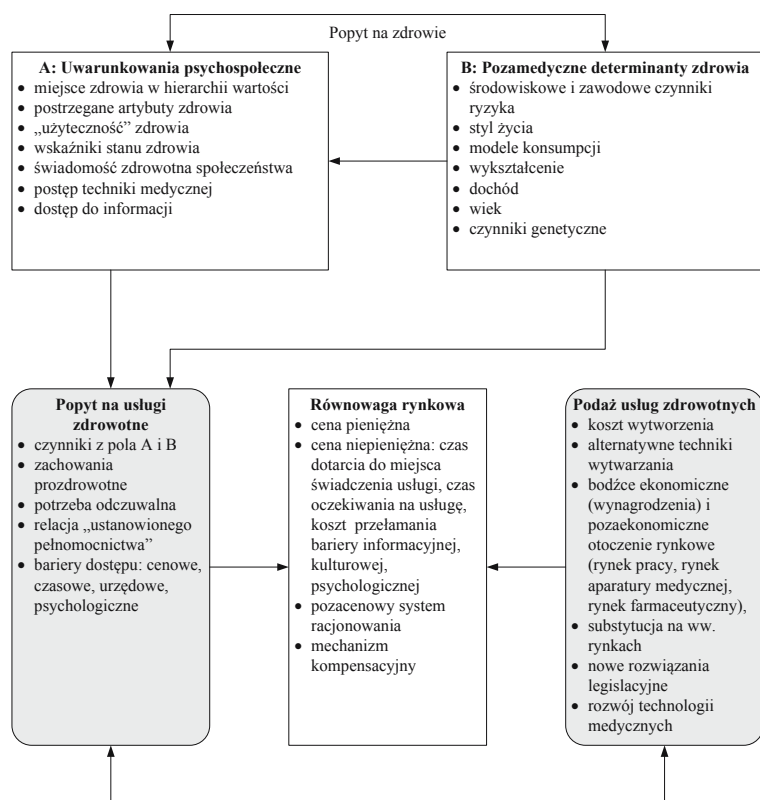 Popyt na zdrowie
A: Uwarunkowania psychospołeczne
• miejsce zdrowia w hierarchii wartości
• postrzegane artybuty zdrowia
• „użyteczność” zdrowia
• wskaźniki stanu zdrowia
• świadomość zdrowotna społeczeństwa
• postęp techniki medycznej
• dostęp do informacji
B: Pozamedyczne determinanty zdrowia
• środowiskowe i zawodowe czynniki
ryzyka
• styl życia
• modele konsumpcji
• wykształcenie
• dochód
• wiek
• czynniki genetyczne
Popyt na usługi
zdrowotne
• czynniki z pola A i B
• zachowania
prozdrowotne
• potrzeba odczuwalna
• relacja „ustanowionego
pełnomocnictwa”
• bariery dostępu: cenowe,
czasowe, urzędowe,
psychologiczne
Równowaga rynkowa
• cena pieniężna
• cena niepieniężna: czas
dotarcia do miejsca
świadczenia usługi, czas
oczekiwania na usługę,
koszt przełamania
bariery informacyjnej,
kulturowej,
psychologicznej
• pozacenowy system
racjonowania
• mechanizm
kompensacyjny
Podaż usług zdrowotnych
• koszt wytworzenia
• alternatywne techniki
wytwarzania
• bodźce ekonomiczne
(wynagrodzenia) i
pozaekonomiczne
otoczenie rynkowe
(rynek pracy, rynek
aparatury medycznej,
rynek farmaceutyczny),
• substytucja na ww.
rynkach
• nowe rozwiązania
legislacyjne
• rozwój technologii
medycznych